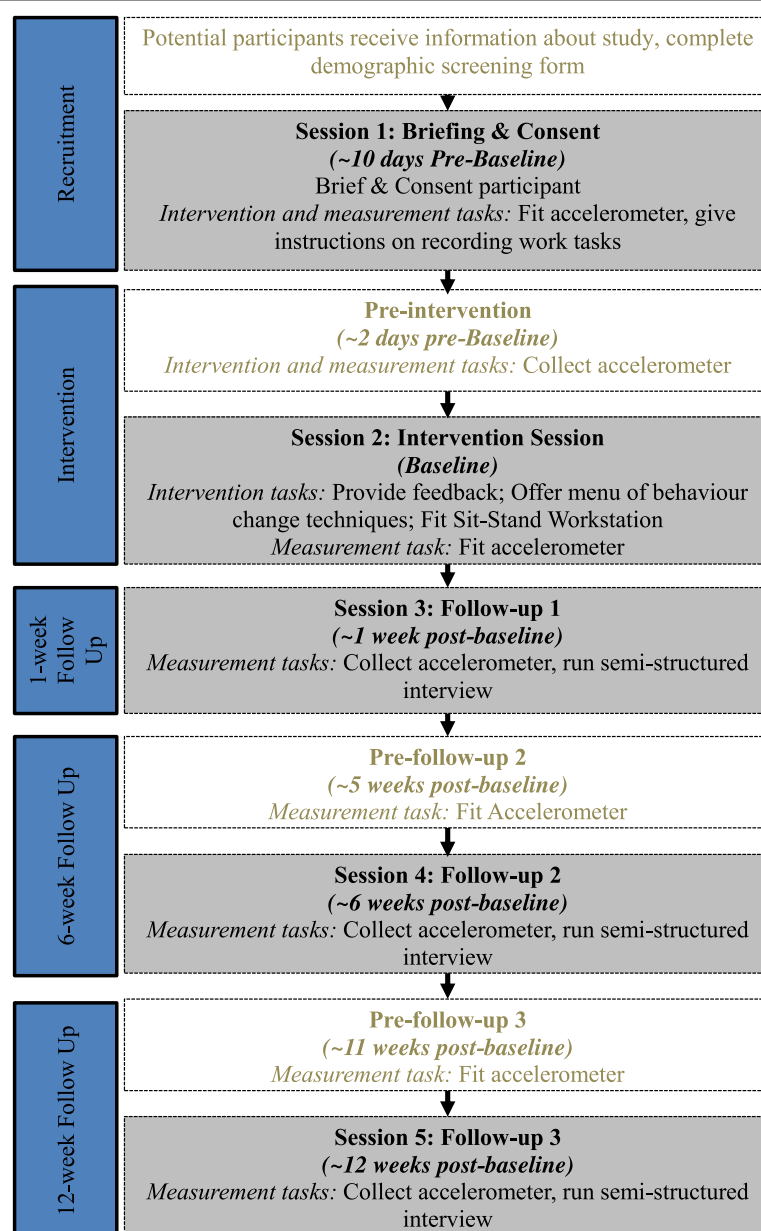 Recruitment
Potential participants receive information about study, complete
demographic screening form
Session 1: Briefing & Consent
(~10 days Pre-Baseline)
Brief & Consent participant
Intervention and measurement tasks: Fit accelerometer, give
instructions on recording work tasks
Intervention
Pre-intervention
(~2 days pre-Baseline)
Intervention and measurement tasks: Collect accelerometer
Session 2: Intervention Session
(Baseline)
Intervention tasks: Provide feedback; Offer menu of behaviour
change techniques; Fit Sit-Stand Workstation
Measurement task: Fit accelerometer
1-week
Follow
Up
Session 3: Follow-up 1
(~1 week post-baseline)
Measurement tasks: Collect accelerometer, run semi-structured
interview
6-week Follow Up
Pre-follow-up 2
(~5 weeks post-baseline)
Measurement task: Fit Accelerometer
Session 4: Follow-up 2
(~6 weeks post-baseline)
Measurement tasks: Collect accelerometer, run semi-structured
interview
12-week Follow Up
Pre-follow-up 3
(~11 weeks post-baseline)
Measurement task: Fit accelerometer
Session 5: Follow-up 3
(~12 weeks post-baseline)
Measurement tasks: Collect accelerometer, run semi-structured
interview